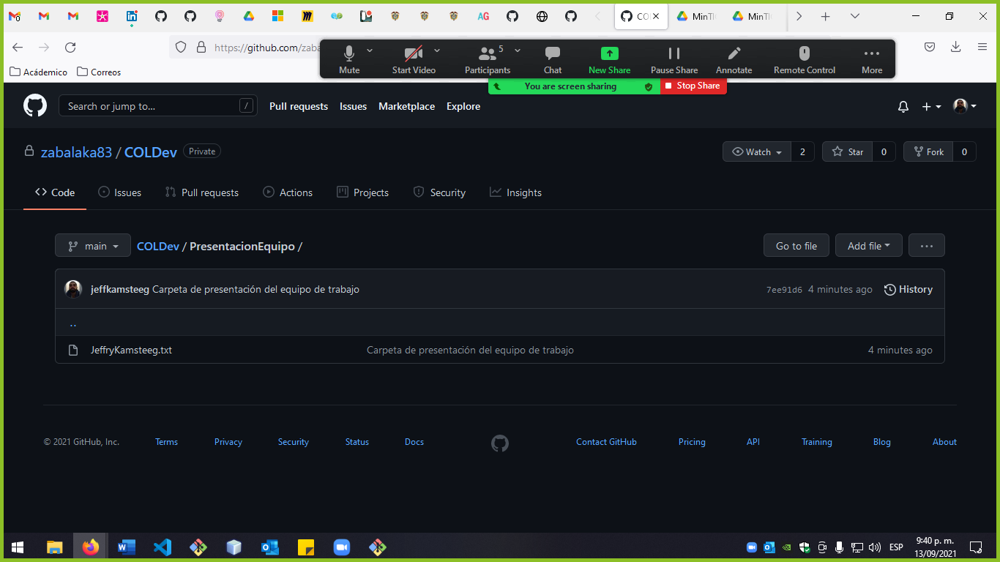 AG
CO
MinTI
MinTI
https://github.com/zaba
Mute
Start Video
5
Participants
Chat
New Share
Pause Share
Annotate
Remote Control
More
Acádemico
Correos
You are screen sharing
Stop Share
Search or jump to...
/
Pull requests
Issues
Marketplace
Explore
zabalaka83 / COLDev
Private
Watch
2
Star
0
Fork
0
Code
Issues
Pull requests
Actions
Projects
Security
Insights
main
COLDev / PresentacionEquipo /
Go to file
Add file
...
jeffkamsteeg Carpeta de presentación del equipo de trabajo
7ee91d6 4 minutes ago
History
..
JeffryKamsteeg.txt
Carpeta de presentación del equipo de trabajo
4 minutes ago
© 2021 GitHub, Inc.
Terms
Privacy
Security
Status
Docs
Contact GitHub
Pricing
API
Training
Blog
About
ESP
9:40 p. m.
13/09/2021